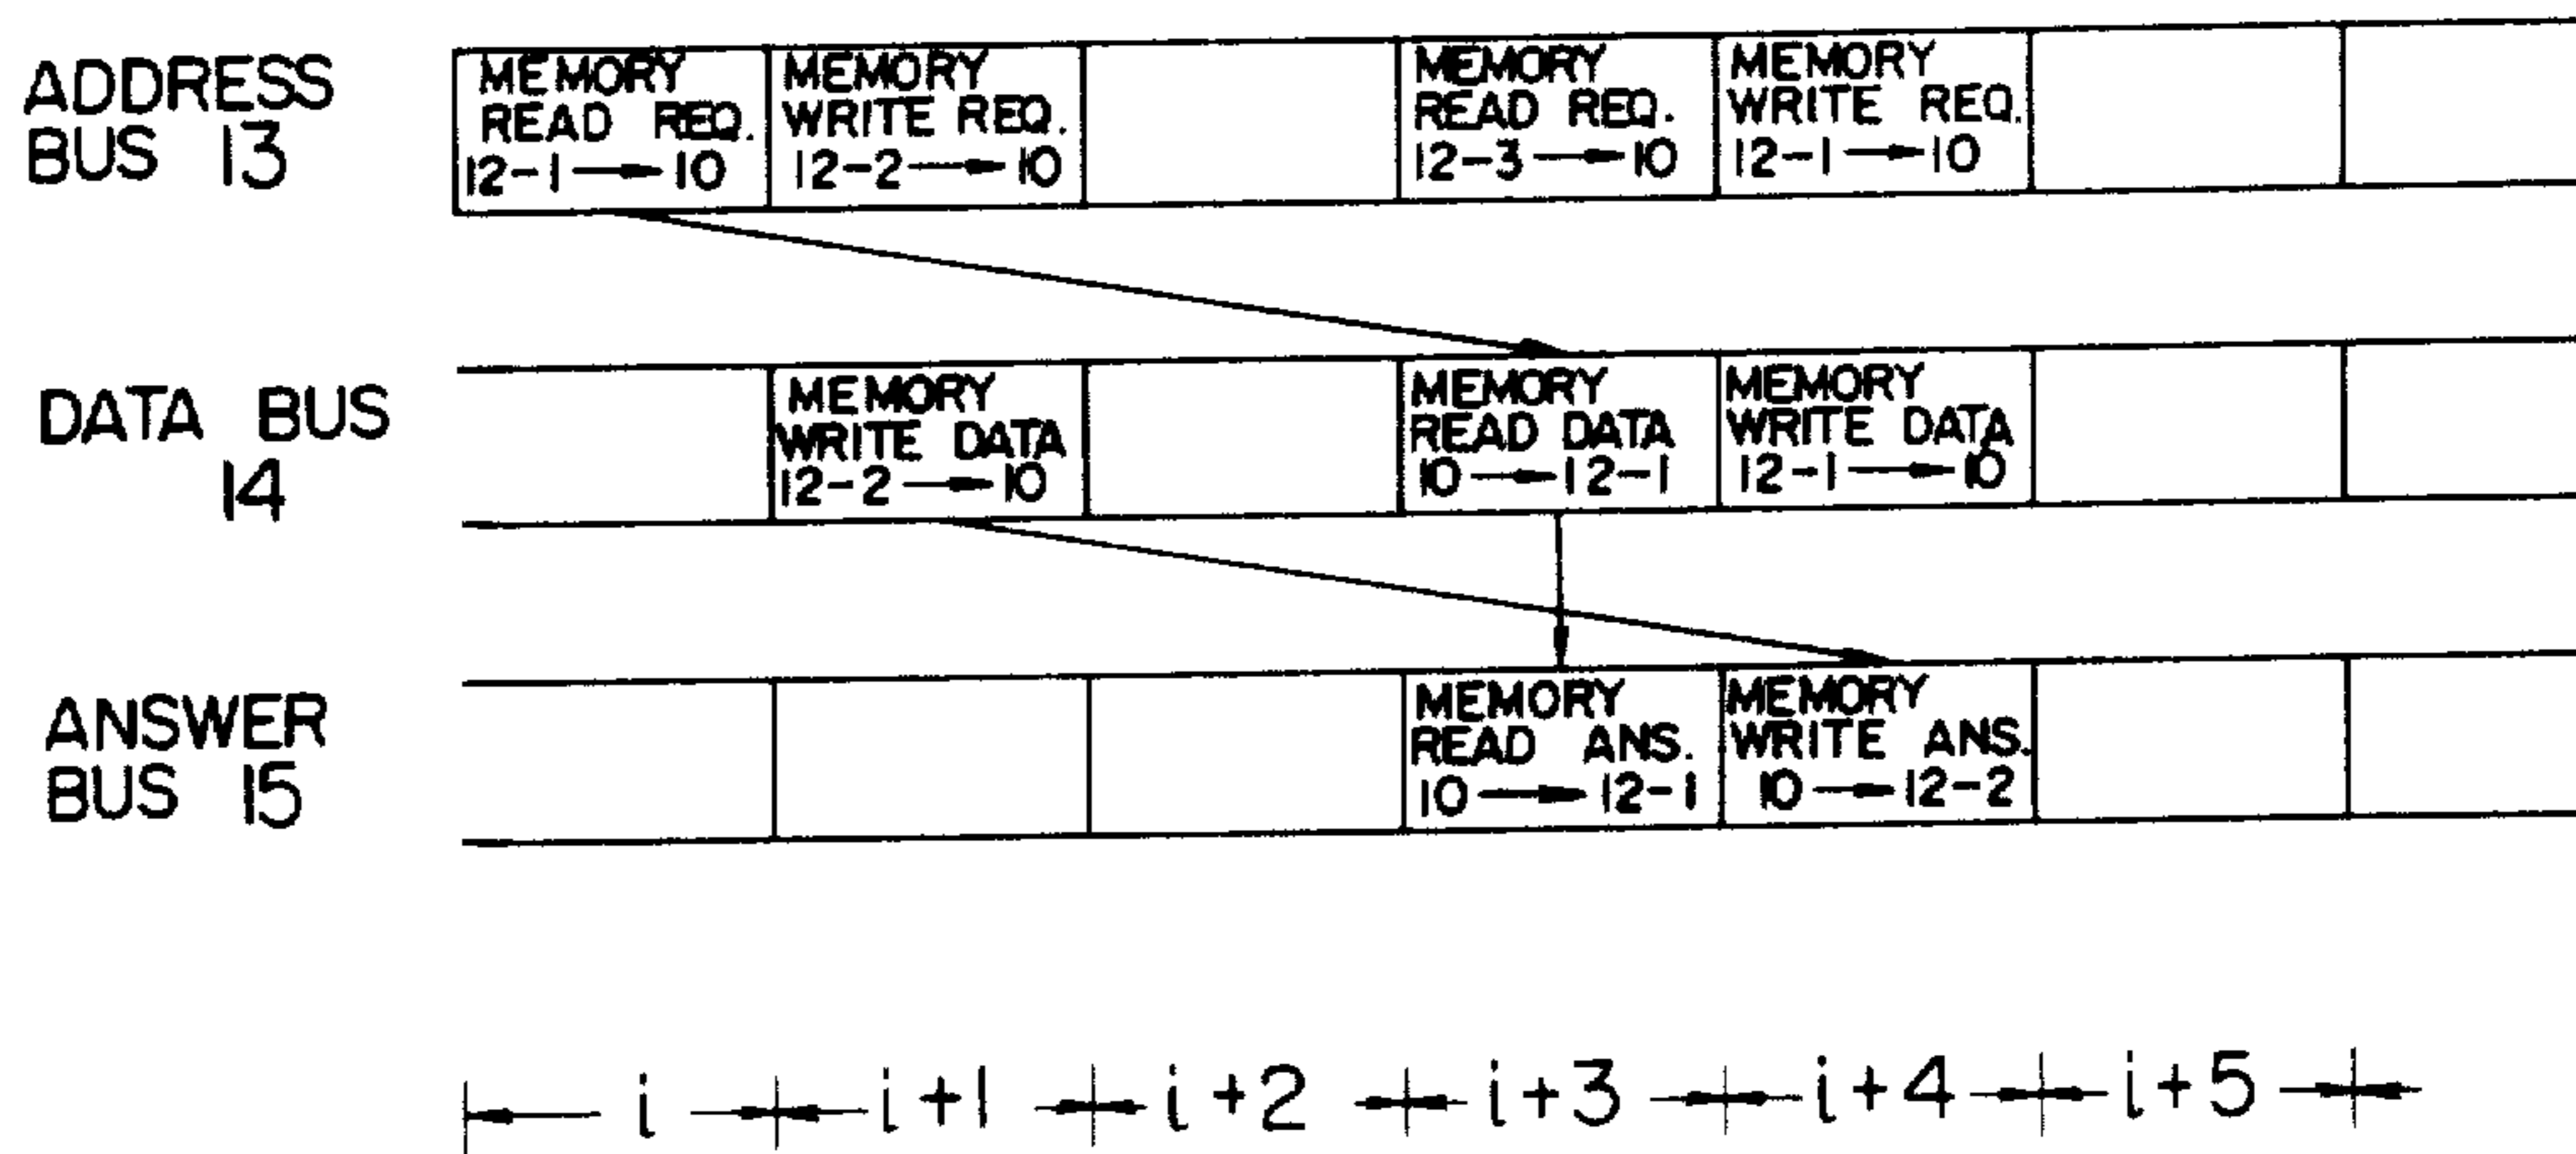 ADDRESS
BUS 13
MEMORY
READ REQ.
12-1 → 10
MEMORY
WRITE REQ.
12-2 → 10
MEMORY
READ REQ.
12-3 → 10
MEMORY
WRITE REQ.
12-1 → 10
DATA BUS
14
MEMORY
WRITE DATA
12-2 → 10
MEMORY
READ DATA
10 → 12-1
MEMORY
WRITE DATA
12-1 → 10
ANSWER
BUS 15
MEMORY
READ ANS.
10 → 12-1
MEMORY
WRITE ANS.
10 → 12-2
i i+1 i+2 i+3 i+4 i+5